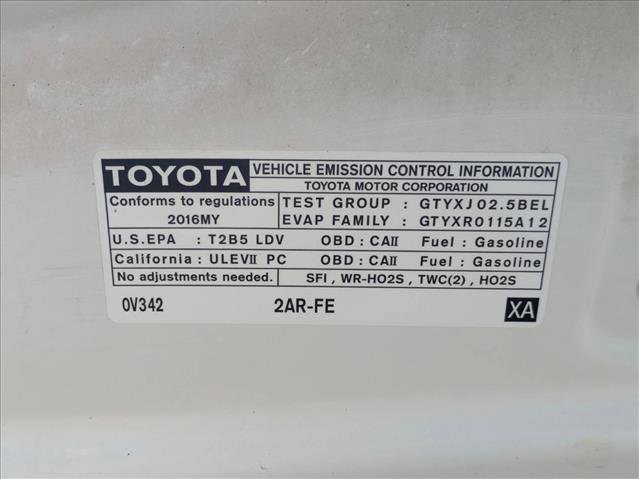 TOYOTA VEHICLE EMISSION CONTROL INFORMATION
TOYOTA MOTOR CORPORATION
Conforms to regulations
2016MY
TEST GROUP : GTYXJ02.5BEL
EVAP FAMILY : GTYXR0115A12
U.S.EPA : T2B5 LDV OBD : CAII Fuel : Gasoline
California : ULEVII PC OBD : CAII Fuel : Gasoline
No adjustments needed. SFI , WR-HO2S , TWC(2) , HO2S
0V342 2AR-FE XA